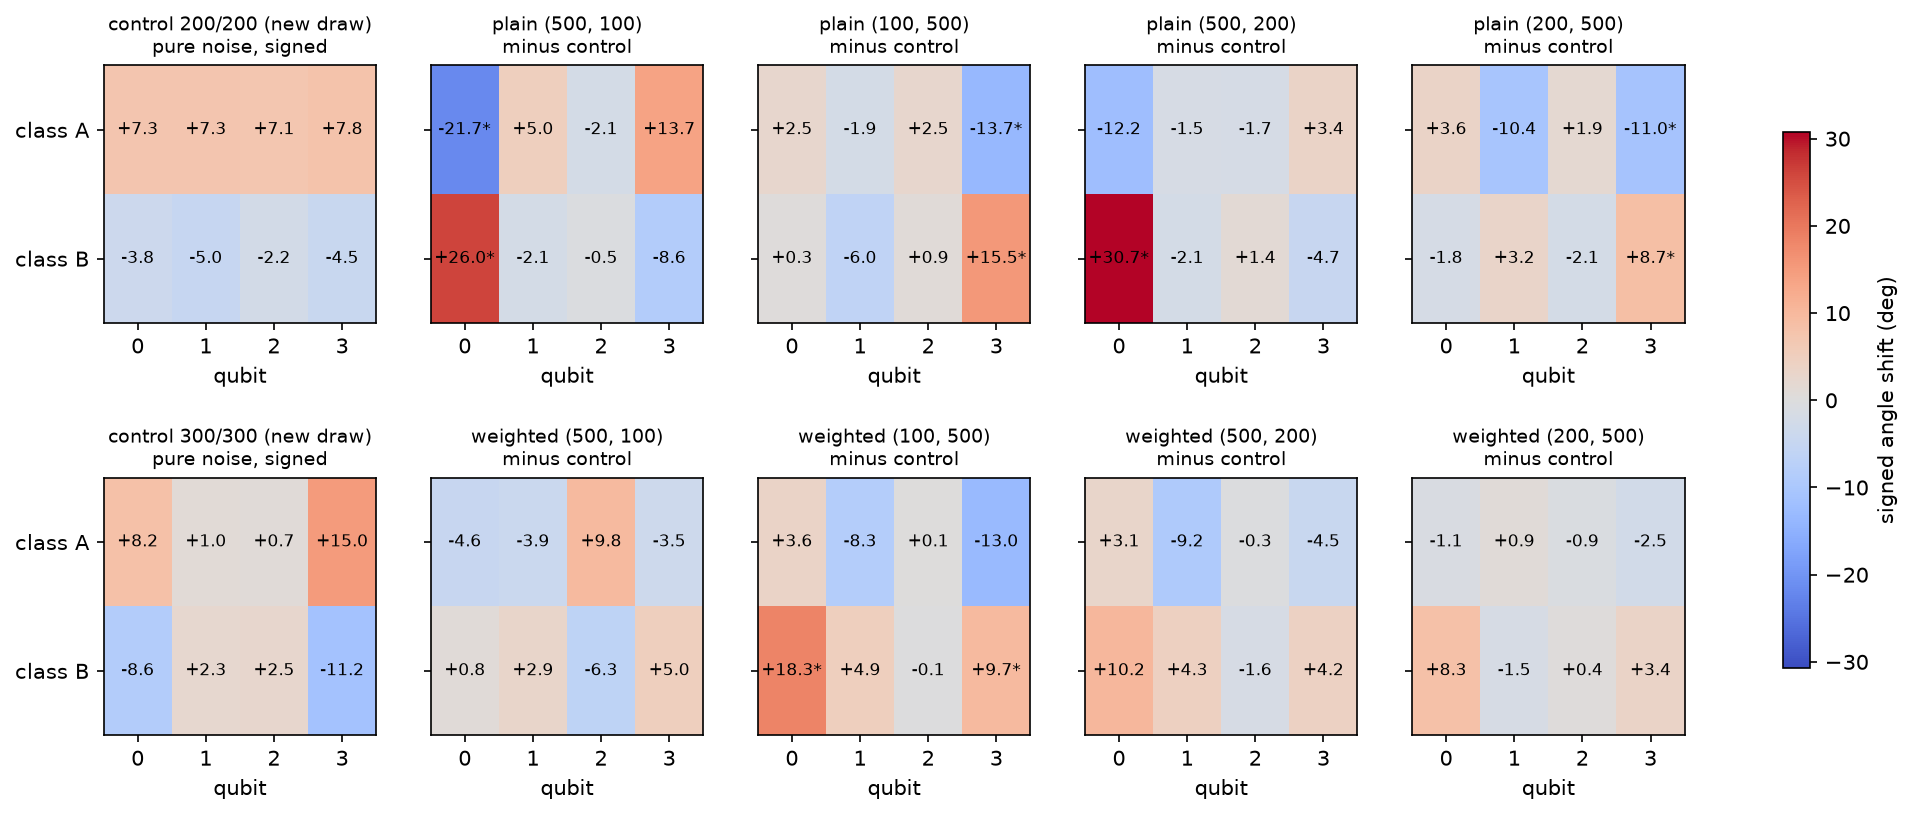 control 200/200 (new draw)
pure noise, signed
plain (500, 100)
minus control
plain (100, 500)
minus control
plain (500, 200)
minus control
plain (200, 500)
minus control
class A
+7.3 +7.3 +7.1 +7.8
-21.7* +5.0 -2.1 +13.7
+2.5 -1.9 +2.5 -13.7*
-12.2 -1.5 -1.7 +3.4
+3.6 -10.4 +1.9 -11.0*
class B
-3.8 -5.0 -2.2 -4.5
+26.0* -2.1 -0.5 -8.6
+0.3 -6.0 +0.9 +15.5*
+30.7* -2.1 +1.4 -4.7
-1.8 +3.2 -2.1 +8.7*
0 1 2 3
0 1 2 3
0 1 2 3
0 1 2 3
0 1 2 3
qubit
qubit
qubit
qubit
qubit
control 300/300 (new draw)
pure noise, signed
weighted (500, 100)
minus control
weighted (100, 500)
minus control
weighted (500, 200)
minus control
weighted (200, 500)
minus control
class A
+8.2 +1.0 +0.7 +15.0
-4.6 -3.9 +9.8 -3.5
+3.6 -8.3 +0.1 -13.0
+3.1 -9.2 -0.3 -4.5
-1.1 +0.9 -0.9 -2.5
class B
-8.6 +2.3 +2.5 -11.2
+0.8 +2.9 -6.3 +5.0
+18.3* +4.9 -0.1 +9.7*
+10.2 +4.3 -1.6 +4.2
+8.3 -1.5 +0.4 +3.4
0 1 2 3
0 1 2 3
0 1 2 3
0 1 2 3
0 1 2 3
qubit
qubit
qubit
qubit
qubit
30
20
10
0
−10
−20
−30
signed angle shift (deg)